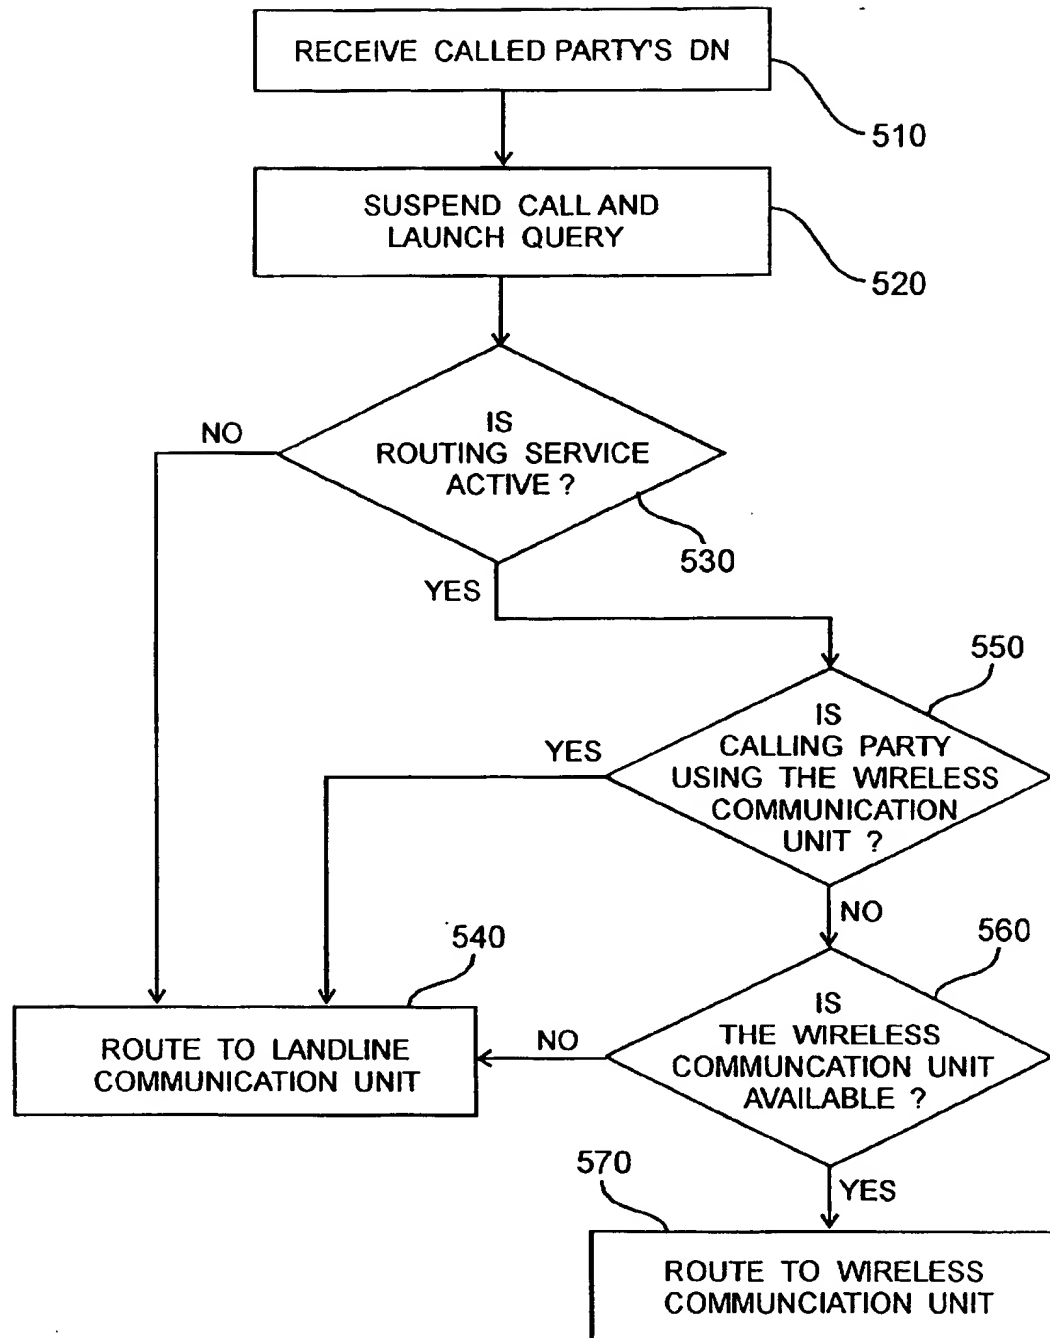 RECEIVE CALLED PARTY'S DN
510
SUSPEND CALL AND
LAUNCH QUERY
520
IS
ROUTING SERVICE
ACTIVE ?
NO
530
YES
550
IS
CALLING PARTY
USING THE WIRELESS
COMMUNICATION
UNIT ?
YES
NO
540
560
ROUTE TO LANDLINE
COMMUNICATION UNIT
NO
IS
THE WIRELESS
COMMUNCATION UNIT
AVAILABLE ?
570
YES
ROUTE TO WIRELESS
COMMUNCIATION UNIT